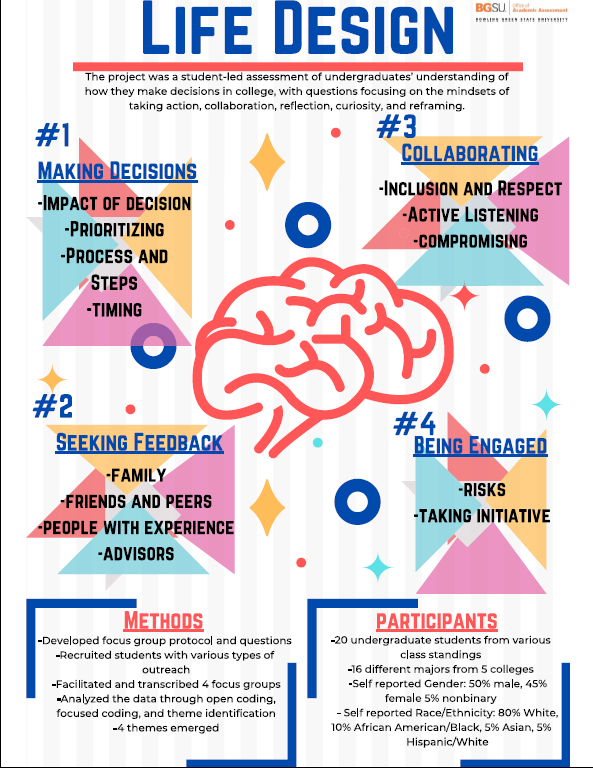 LIFE DESIGN
BGSU. Office of
Academic Assessment
BOWLING GREEN STATE UNIVERSITY
The project was a student-led assessment of undergraduates' understanding of
how they make decisions in college, with questions focusing on the mindsets of
taking action, collaboration, reflection, curiosity, and reframing.
#1
MAKING DECISIONS
-IMPACT OF DECISION
-PRIORITIZING
-PROCESS AND
STEPS
-TIMING
#3
COLLABORATING
-INCLUSION AND RESPECT
-ACTIVE LISTENING
-COMPROMISING
#2
SEEKING FEEDBACK
-FAMILY
-FRIENDS AND PEERS
-PEOPLE WITH EXPERIENCE
-ADVISORS
#4
BEING ENGAGED
-RISKS
-TAKING INITIATIVE
METHODS
-Developed focus group protocol and questions
-Recruited students with various types of
outreach
-Facilitated and transcribed 4 focus groups
-Analyzed the data through open coding,
focused coding, and theme identification
-4 themes emerged
PARTICIPANTS
-20 undergraduate students from various
class standings
-16 different majors from 5 colleges
-Self reported Gender: 50% male, 45%
female 5% nonbinary
- Self reported Race/Ethnicity: 80% White,
10% African American/Black, 5% Asian, 5%
Hispanic/White